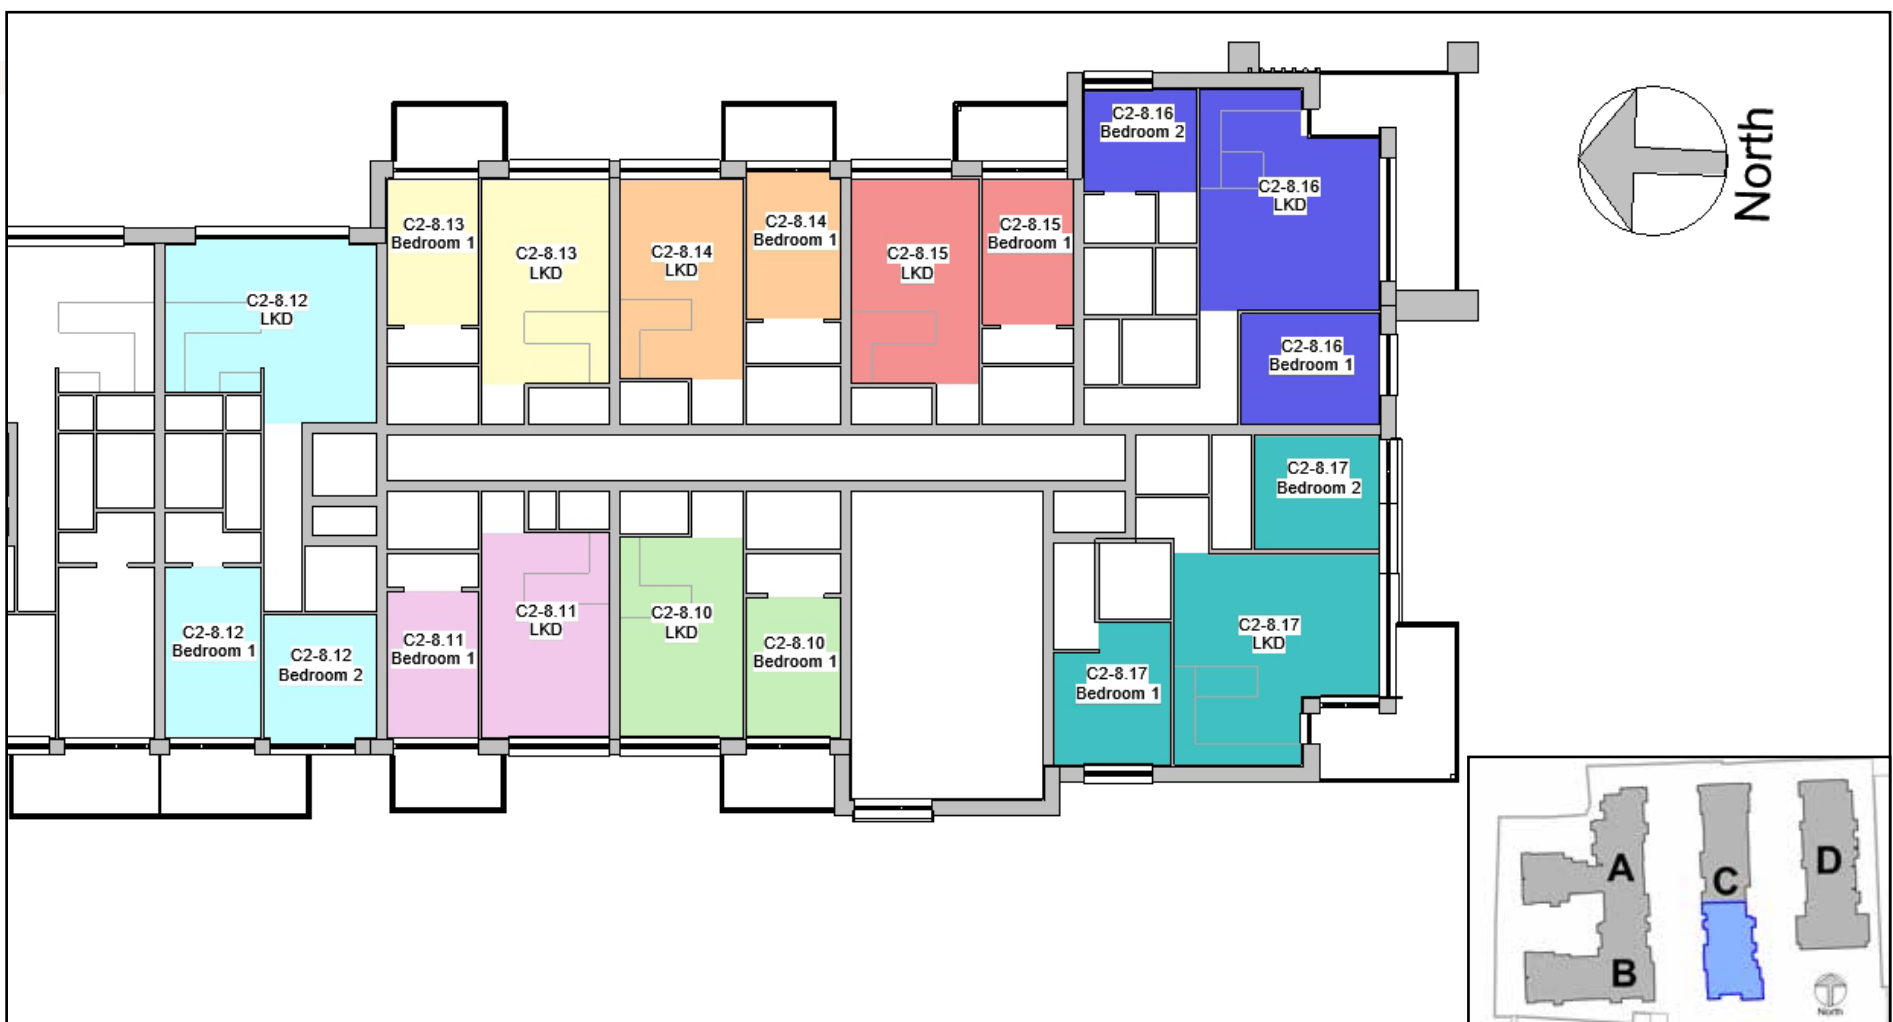 C2-8.16
Bedroom 2
C2-8.16
LKD
North
C2-8.13
Bedroom 1
C2-8.13
LKD
C2-8.14
LKD
C2-8.14
Bedroom 1
C2-8.15
LKD
C2-8.15
Bedroom 1
C2-8.12
LKD
C2-8.16
Bedroom 1
C2-8.17
Bedroom 2
C2-8.12
Bedroom 1
C2-8.12
Bedroom 2
C2-8.11
Bedroom 1
C2-8.11
LKD
C2-8.10
LKD
C2-8.10
Bedroom 1
C2-8.17
Bedroom 1
C2-8.17
LKD
A
C
D
B
North